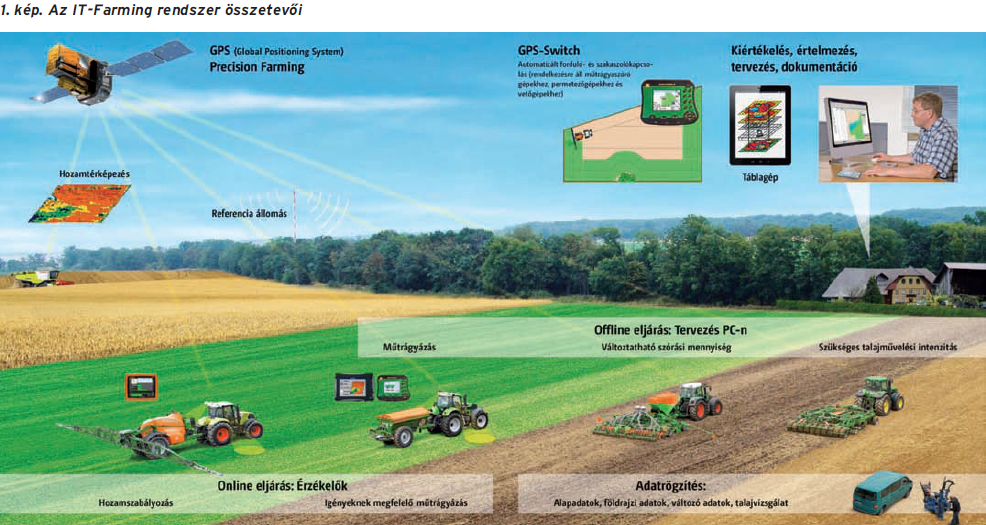 1. kép. Az IT-Farming rendszer összetevői
GPS (Global Positioning System)
Precision Farming
GPS-Switch
Automatizált forduló- és szakaszolókapcso-
lás (rendelkezésre áll műtrágyaszóró
gépekhez, permetezőgépekhez és
vetőgépekhez)
Kiértékelés, értelmezés,
tervezés, dokumentáció
Hozamtérképezés
Táblagép
Referencia állomás
Offline eljárás: Tervezés PC-n
Műtrágyázás
Változtatható szórási mennyiség
Szükséges talajművelési intenzitás
Online eljárás: Érzékelők
Hozamszabályozás
Igényeknek megfelelő műtrágyázás
Adatrögzítés:
Alapadatok, földrajzi adatok, változó adatok, talajvizsgálat